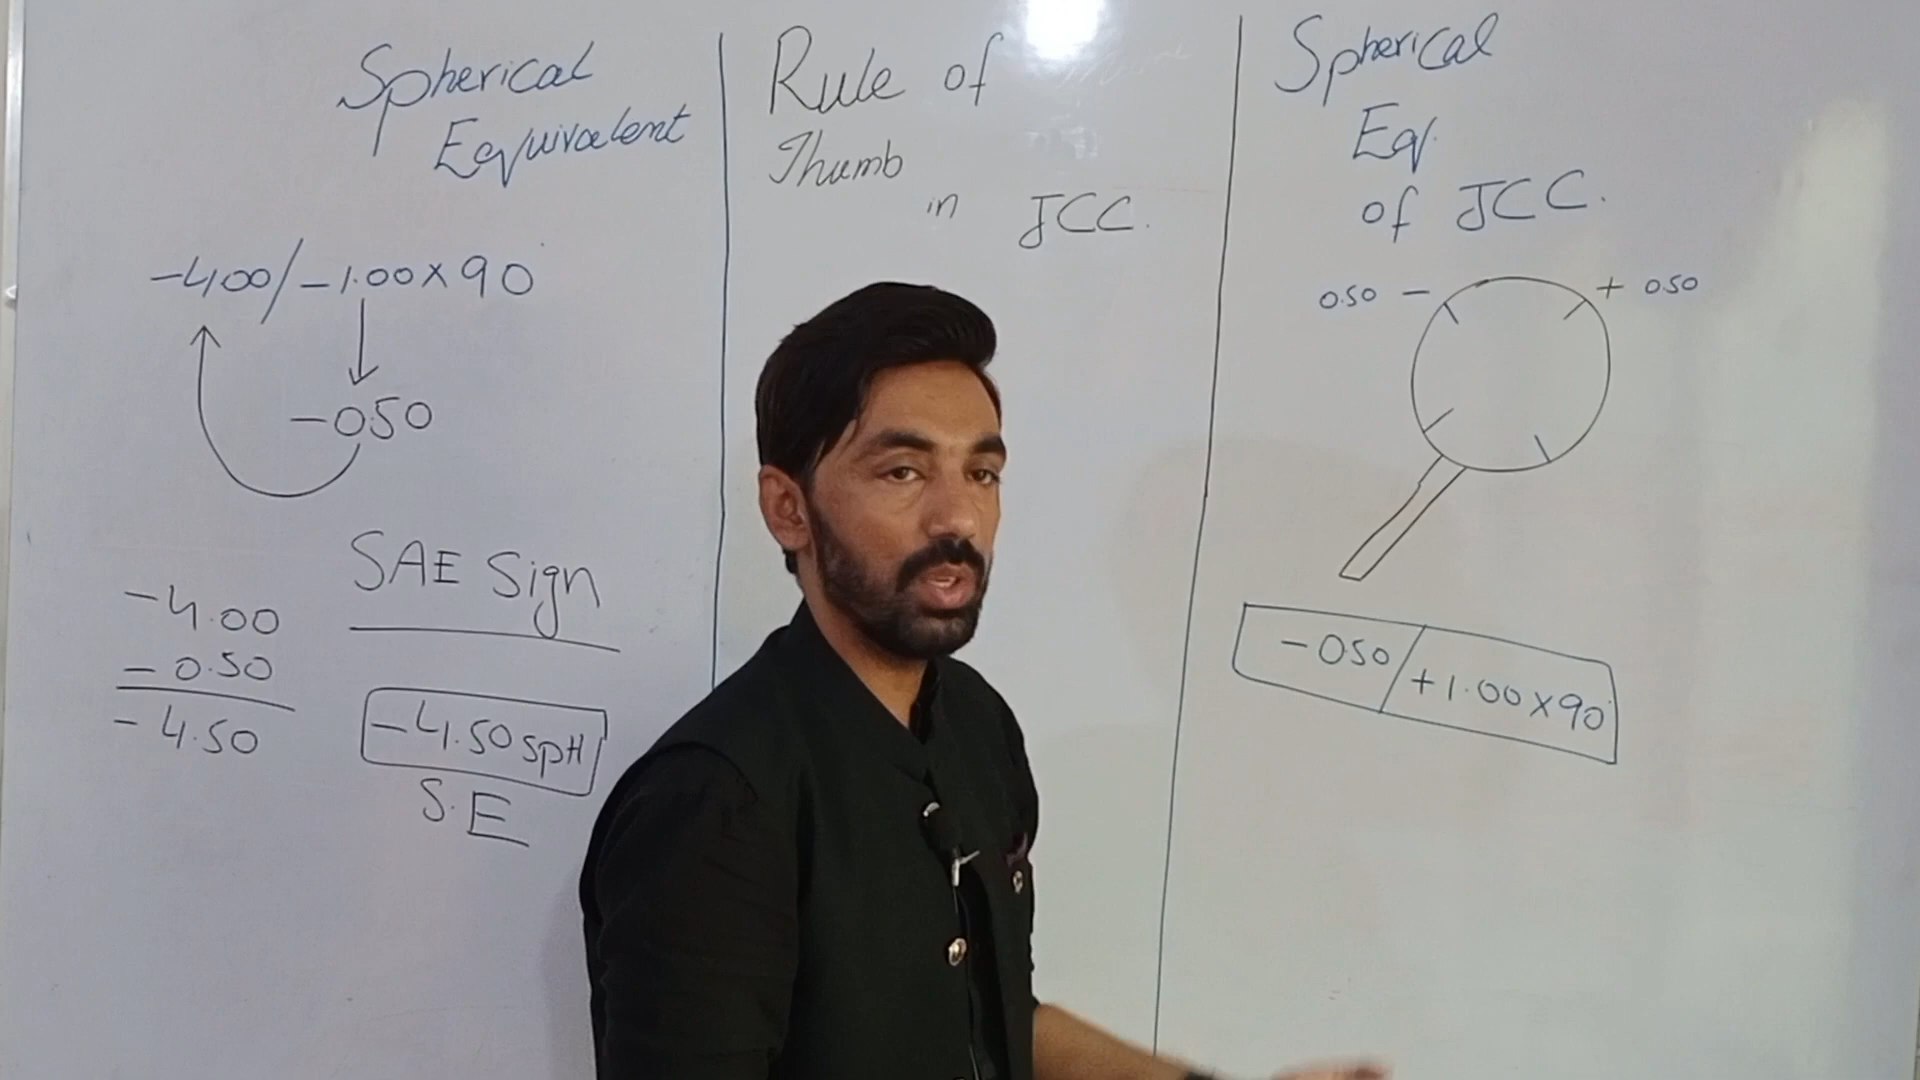 Spherical
Equivalent
-4.00/-1.00x90
-0.50
SAE Sign
-4.00
-0.50
-4.50
-4.50 spH
S.E
Rule of
Thumb
in JCC.
Spherical
Eq.
of JCC.
0.50 - + 0.50
-0.50/+1.00x90